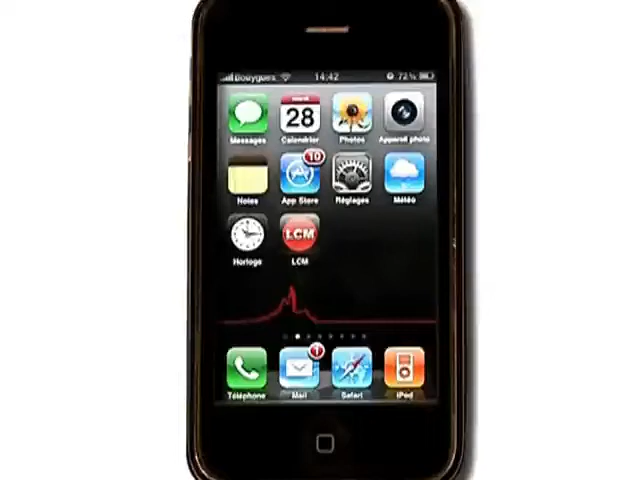 Bouygues 14:42 72%
Messages 28 Calendrier Photos Appareil photo
10
Notes App Store Réglages Météo
LCM
Horloge LCM
1
Téléphone Mail Safari iPod